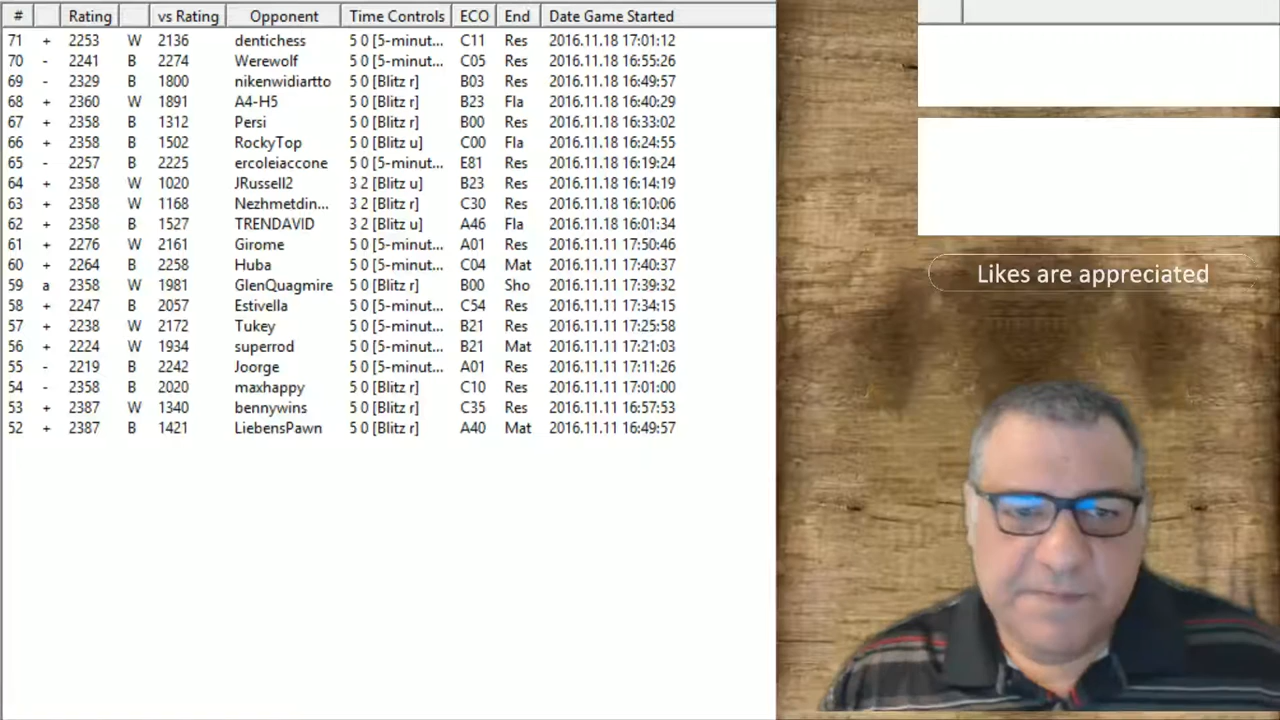 # Rating vs Rating Opponent Time Controls ECO End Date Game Started
71 + 2253 W 2136 dentichess 5 0 [5-minut... C11 Res 2016.11.18 17:01:12
70 - 2241 B 2274 Werewolf 5 0 [5-minut... C05 Res 2016.11.18 16:55:26
69 - 2329 B 1800 nikenwidiartto 5 0 [Blitz r] B03 Res 2016.11.18 16:49:57
68 + 2360 W 1891 A4-H5 5 0 [Blitz r] B23 Fla 2016.11.18 16:40:29
67 + 2358 B 1312 Persi 5 0 [Blitz r] B00 Res 2016.11.18 16:33:02
66 + 2358 B 1502 RockyTop 5 0 [Blitz u] C00 Fla 2016.11.18 16:24:55
65 - 2257 B 2225 ercoleiaccone 5 0 [5-minut... E81 Res 2016.11.18 16:19:24
64 + 2358 W 1020 JRussell2 3 2 [Blitz u] B23 Res 2016.11.18 16:14:19
63 + 2358 W 1168 Nezhmetdin... 3 2 [Blitz r] C30 Res 2016.11.18 16:10:06
62 + 2358 B 1527 TRENDAVID 3 2 [Blitz u] A46 Fla 2016.11.18 16:01:34
61 + 2276 W 2161 Girome 5 0 [5-minut... A01 Res 2016.11.11 17:50:46
60 + 2264 B 2258 Huba 5 0 [5-minut... C04 Mat 2016.11.11 17:40:37
59 a 2358 W 1981 GlenQuagmire 5 0 [Blitz r] B00 Sho 2016.11.11 17:39:32
58 + 2247 B 2057 Estivella 5 0 [5-minut... C54 Res 2016.11.11 17:34:15
57 + 2238 W 2172 Tukey 5 0 [5-minut... B21 Res 2016.11.11 17:25:58
56 + 2224 W 1934 superrod 5 0 [5-minut... B21 Mat 2016.11.11 17:21:03
55 - 2219 B 2242 Joorge 5 0 [5-minut... A01 Res 2016.11.11 17:11:26
54 - 2358 B 2020 maxhappy 5 0 [Blitz r] C10 Res 2016.11.11 17:01:00
53 + 2387 W 1340 bennywins 5 0 [Blitz r] C35 Res 2016.11.11 16:57:53
52 + 2387 B 1421 LiebensPawn 5 0 [Blitz r] A40 Mat 2016.11.11 16:49:57
Likes are appreciated